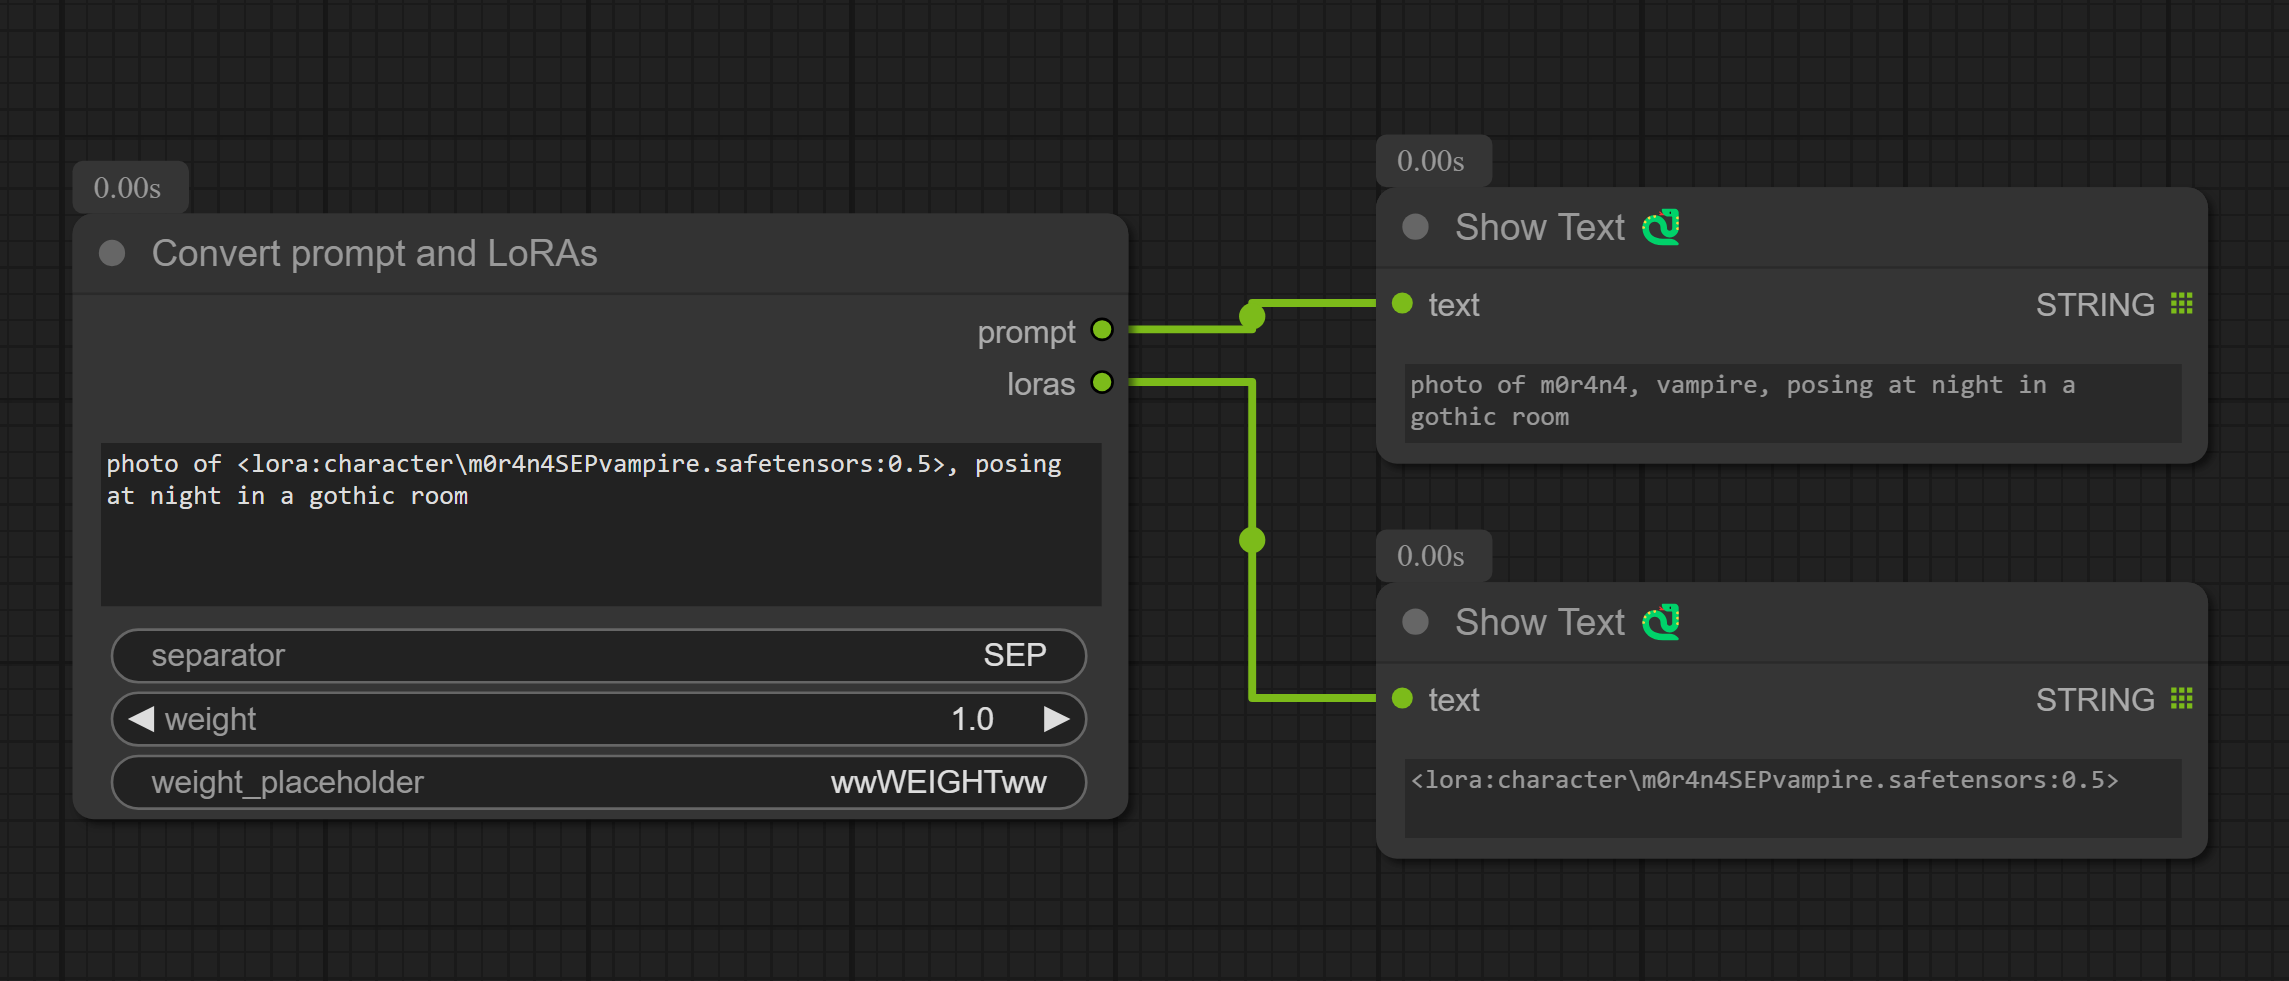 0.00s
Convert prompt and LoRAs
prompt
loras
photo of <lora:character\m0r4n4SEPvampire.safetensors:0.5>, posing
at night in a gothic room
separator SEP
weight 1.0
weight_placeholder wwWEIGHTww
0.00s
Show Text
text STRING
photo of m0r4n4, vampire, posing at night in a
gothic room
0.00s
Show Text
text STRING
<lora:character\m0r4n4SEPvampire.safetensors:0.5>